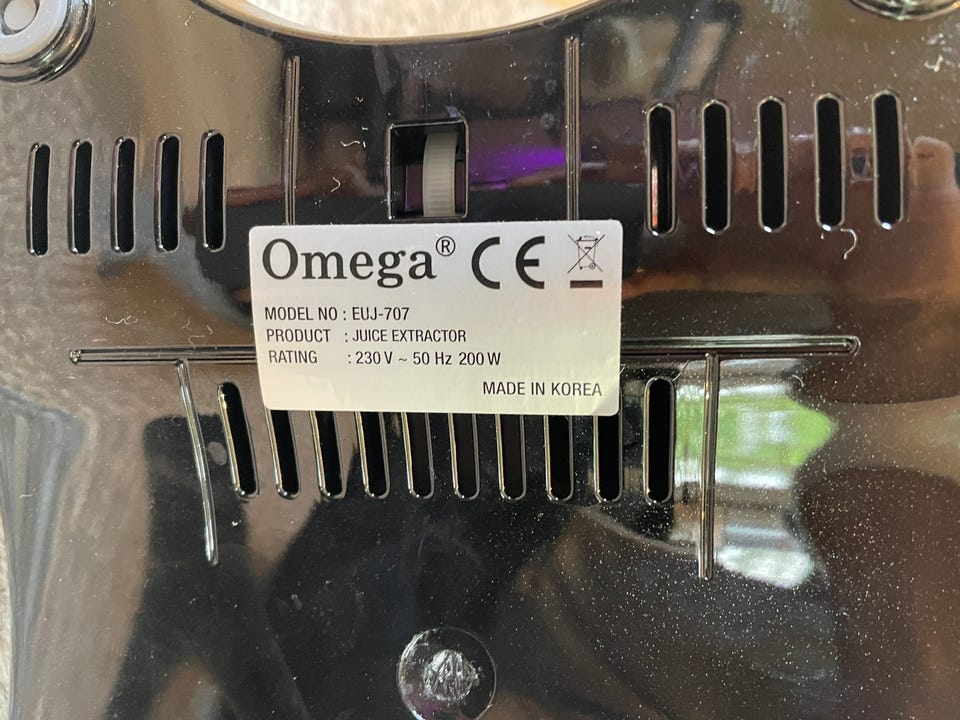 Omega® CE
MODEL NO : EUJ-707
PRODUCT : JUICE EXTRACTOR
RATING : 230 V ~ 50 Hz 200 W
MADE IN KOREA